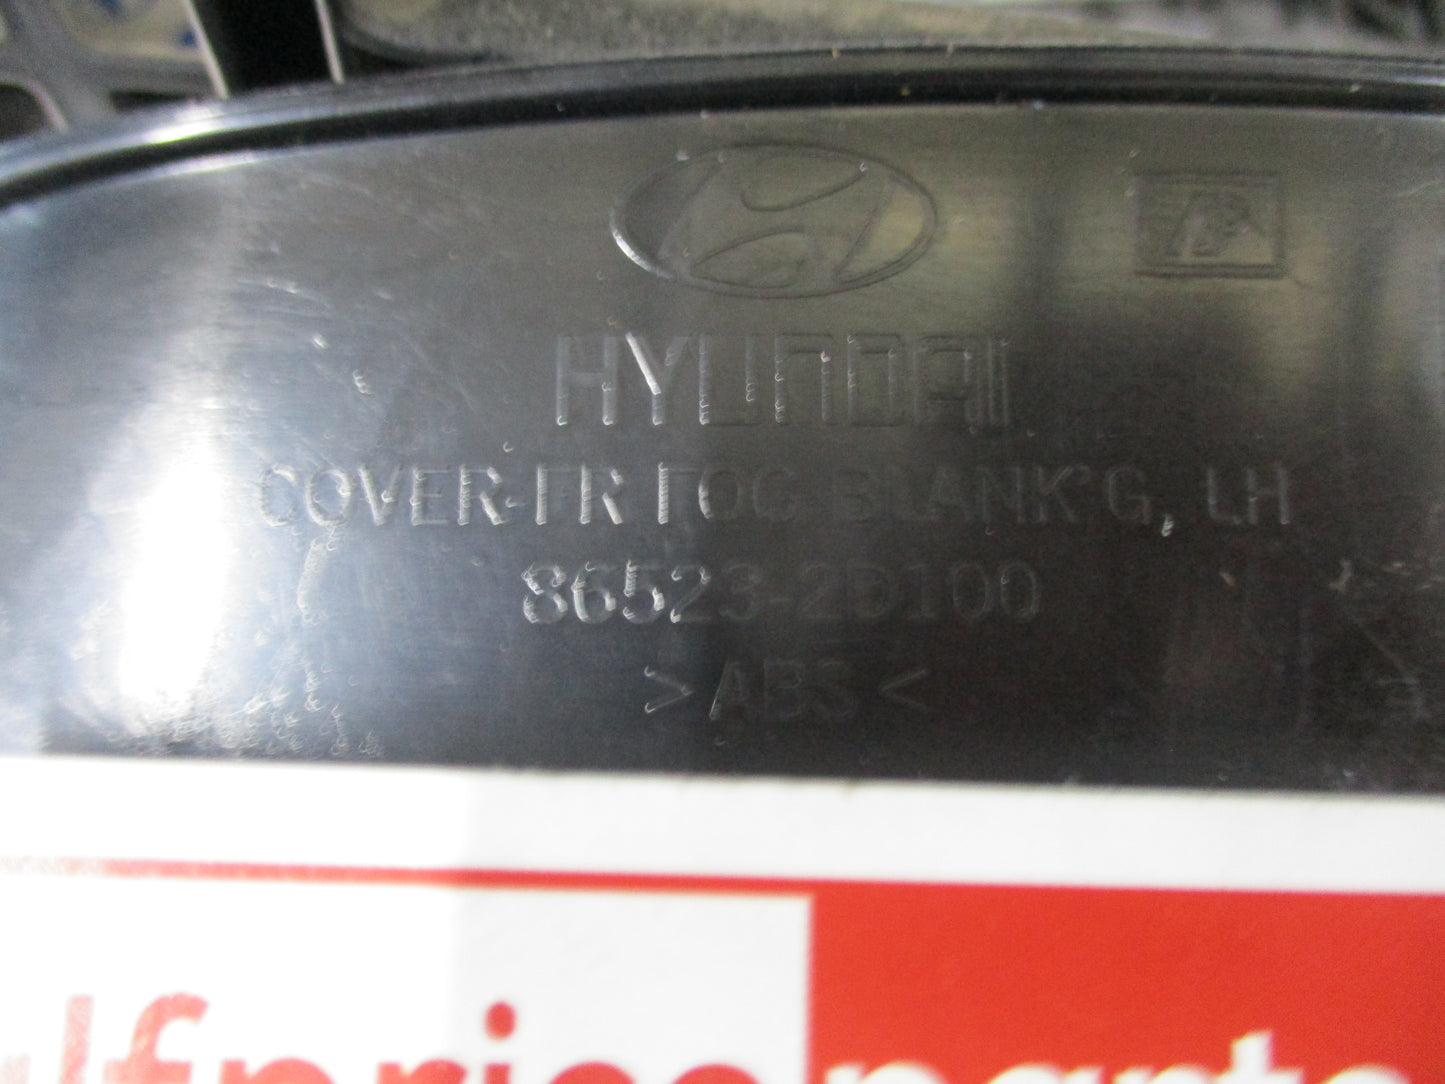 HYUNDAI
COVER-FR FOG BLANK'G, LH
86523-2D100
>ABS<